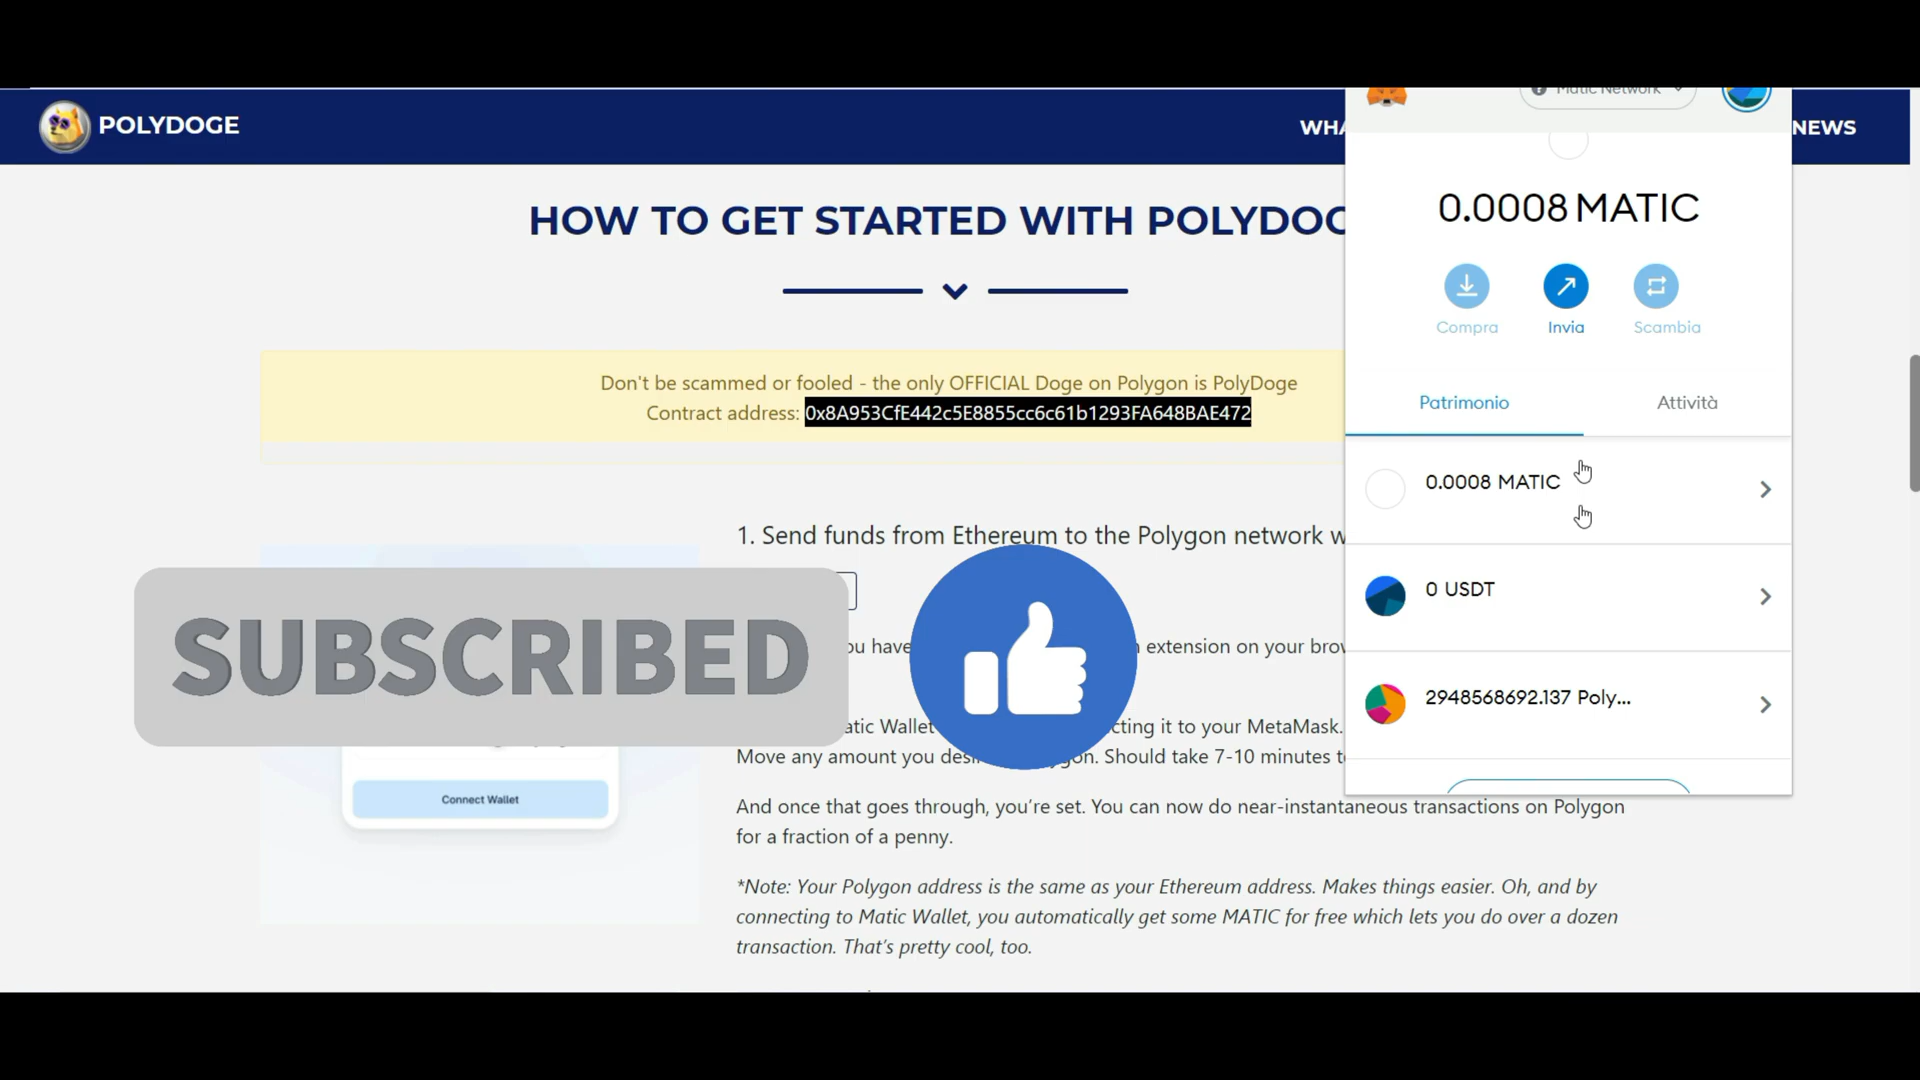 POLYDOGE
WHA
NEWS
Matic Network
HOW TO GET STARTED WITH POLYDOG
0.0008 MATIC
Compra
Invia
Scambia
Don't be scammed or fooled - the only OFFICIAL Doge on Polygon is PolyDoge
Contract address: 0x8A953CfE442c5E8855cc6c61b1293FA648BAE472
Patrimonio
Attività
0.0008 MATIC
0 USDT
2948568692.137 Poly...
1. Send funds from Ethereum to the Polygon network w
SUBSCRIBED
ou have
extension on your brow
atic Wallet
cting it to your MetaMask.
Move any amount you desi
gon. Should take 7-10 minutes t
Connect Wallet
And once that goes through, you’re set. You can now do near-instantaneous transactions on Polygon
for a fraction of a penny.
*Note: Your Polygon address is the same as your Ethereum address. Makes things easier. Oh, and by
connecting to Matic Wallet, you automatically get some MATIC for free which lets you do over a dozen
transaction. That’s pretty cool, too.